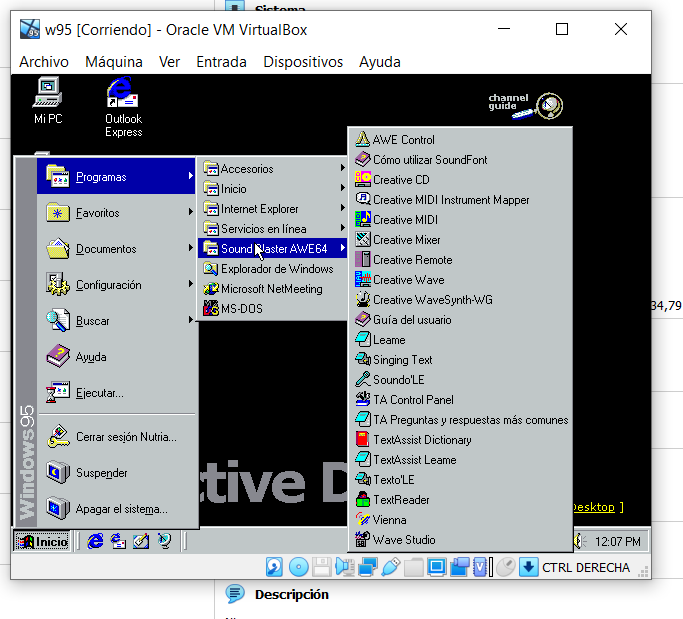 Sistema
w95 [Corriendo] - Oracle VM VirtualBox
Archivo Máquina Ver Entrada Dispositivos Ayuda
Mi PC
Outlook
Express
channel
guide
Programas
Favoritos
Documentos
Configuración
Buscar
Ayuda
Ejecutar...
Cerrar sesión Nutria...
Suspender
Apagar el sistema...
Windows95
Accesorios
Inicio
Internet Explorer
Servicios en línea
Sound Blaster AWE64
Explorador de Windows
Microsoft NetMeeting
MS-DOS
AWE Control
Cómo utilizar SoundFont
Creative CD
Creative MIDI Instrument Mapper
Creative MIDI
Creative Mixer
Creative Remote
Creative Wave
Creative WaveSynth-WG
Guía del usuario
Leame
Singing Text
Soundo'LE
TA Control Panel
TA Preguntas y respuestas más comunes
TextAssist Dictionary
TextAssist Leame
Texto'LE
TextReader
Vienna
Wave Studio
34,79
ctive D
Desktop ]
Inicio
12:07 PM
CTRL DERECHA
Descripción